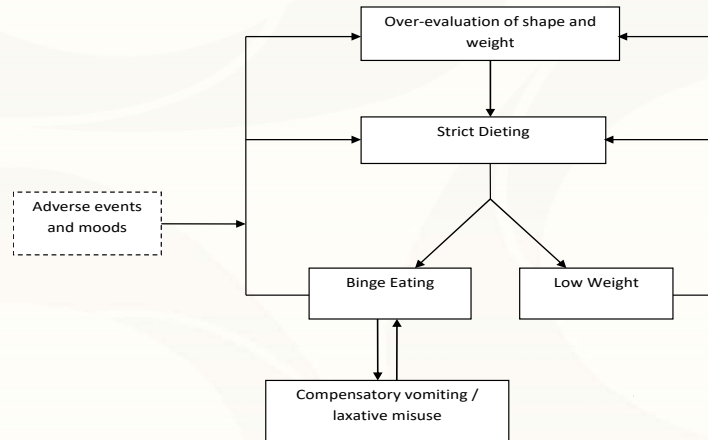 Over-evaluation of shape and
weight
Strict Dieting
Adverse events
and moods
Binge Eating
Low Weight
Compensatory vomiting /
laxative misuse